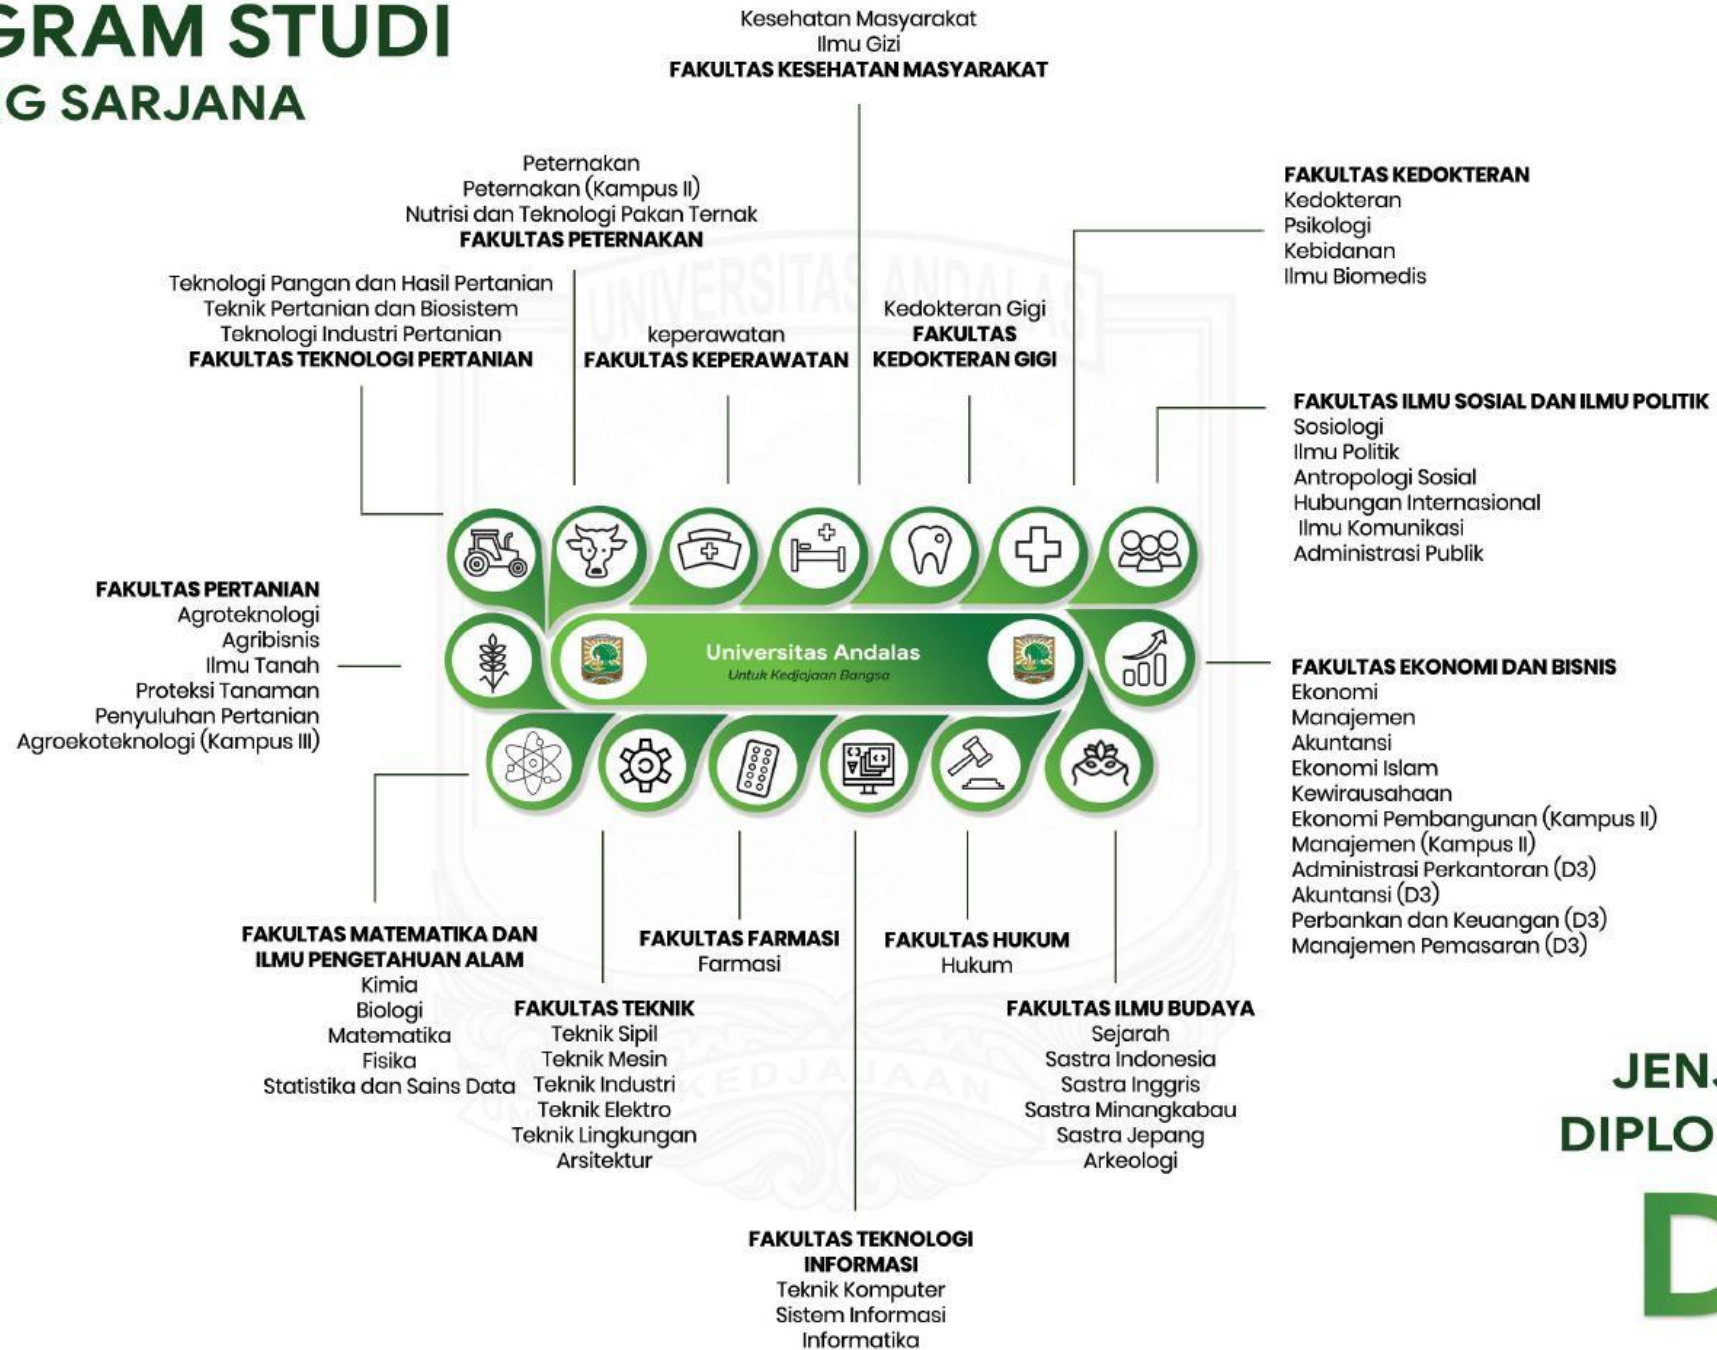 GRAM STUDI
G SARJANA
Kesehatan Masyarakat
Ilmu Gizi
FAKULTAS KESEHATAN MASYARAKAT
Peternakan
Peternakan (Kampus II)
Nutrisi dan Teknologi Pakan Ternak
FAKULTAS PETERNAKAN
FAKULTAS KEDOKTERAN
Kedokteran
Psikologi
Kebidanan
Ilmu Biomedis
Teknologi Pangan dan Hasil Pertanian
Teknik Pertanian dan Biosistem
Teknologi Industri Pertanian
FAKULTAS TEKNOLOGI PERTANIAN
UNIVERSITAS ANDALAS
keperawatan
FAKULTAS KEPERAWATAN
Kedokteran Gigi
FAKULTAS
KEDOKTERAN GIGI
FAKULTAS ILMU SOSIAL DAN ILMU POLITIK
Sosiologi
Ilmu Politik
Antropologi Sosial
Hubungan Internasional
Ilmu Komunikasi
Administrasi Publik
FAKULTAS PERTANIAN
Agroteknologi
Agribisnis
Ilmu Tanah
Proteksi Tanaman
Penyuluhan Pertanian
Agroekoteknologi (Kampus III)
Universitas Andalas
Untuk Kedjajaan Bangsa
FAKULTAS EKONOMI DAN BISNIS
Ekonomi
Manajemen
Akuntansi
Ekonomi Islam
Kewirausahaan
Ekonomi Pembangunan (Kampus II)
Manajemen (Kampus II)
Administrasi Perkantoran (D3)
Akuntansi (D3)
Perbankan dan Keuangan (D3)
Manajemen Pemasaran (D3)
FAKULTAS MATEMATIKA DAN
ILMU PENGETAHUAN ALAM
Kimia
Biologi
Matematika
Fisika
Statistika dan Sains Data
FAKULTAS TEKNIK
Teknik Sipil
Teknik Mesin
Teknik Industri
Teknik Elektro
Teknik Lingkungan
Arsitektur
FAKULTAS FARMASI
Farmasi
FAKULTAS HUKUM
Hukum
FAKULTAS ILMU BUDAYA
Sejarah
Sastra Indonesia
Sastra Inggris
Sastra Minangkabau
Sastra Jepang
Arkeologi
KEDJAJAAN
FAKULTAS TEKNOLOGI
INFORMASI
Teknik Komputer
Sistem Informasi
Informatika
JEN
DIPLO
D